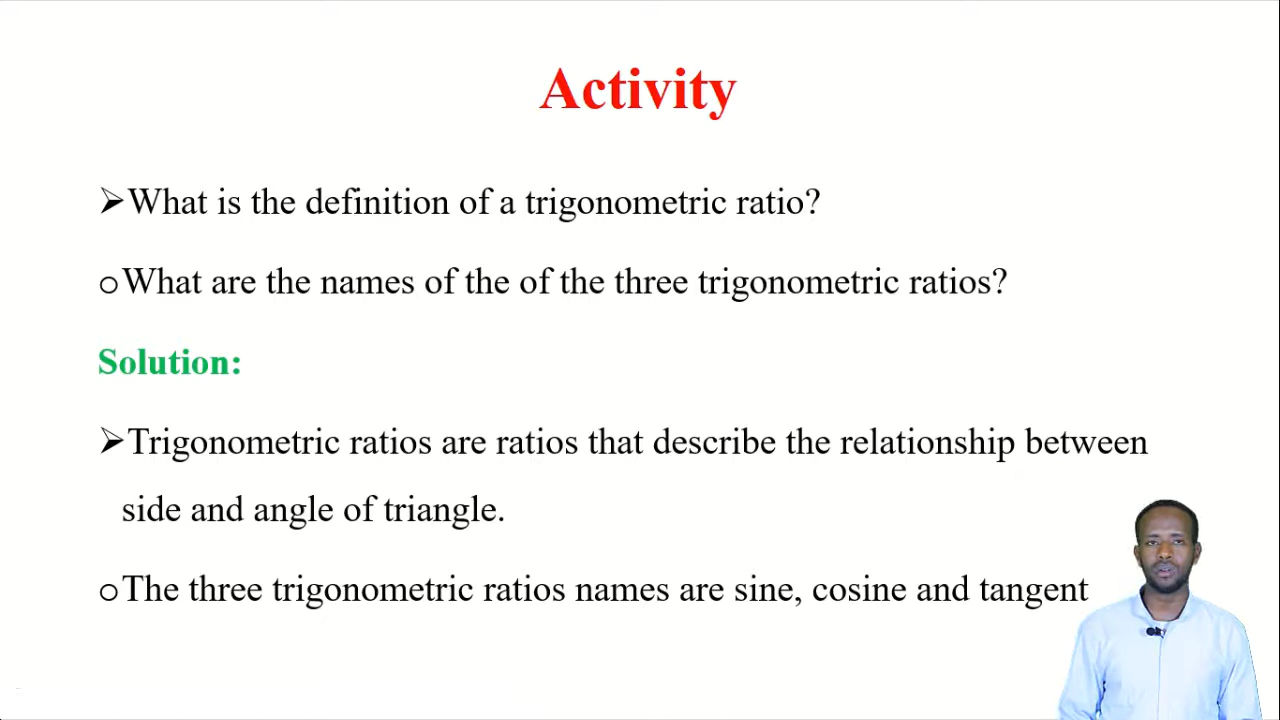 Activity
➢What is the definition of a trigonometric ratio?
oWhat are the names of the of the three trigonometric ratios?
Solution:
➢Trigonometric ratios are ratios that describe the relationship between
side and angle of triangle.
oThe three trigonometric ratios names are sine, cosine and tangent